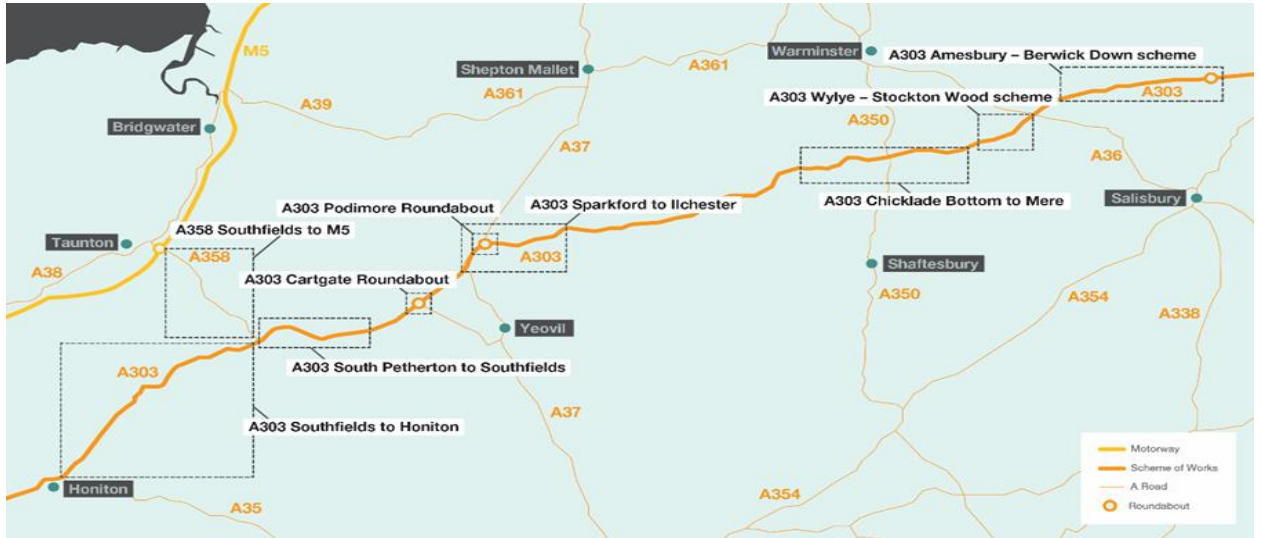 M5
Warminster
A303 Amesbury – Berwick Down scheme
Shepton Mallet
A361
A361
A303
A39
A303 Wylye – Stockton Wood scheme
A350
Bridgwater
A37
A36
A303 Podimore Roundabout
A303 Sparkford to Ilchester
A303 Chicklade Bottom to Mere
Salisbury
A358 Southfields to M5
Taunton
A358
A303
A38
A303 Cartgate Roundabout
Shaftesbury
A350
A354
A338
Yeovil
A303
A303 South Petherton to Southfields
A37
A303 Southfields to Honiton
Motorway
Scheme of Works
A Road
Roundabout
Honiton
A35
A354